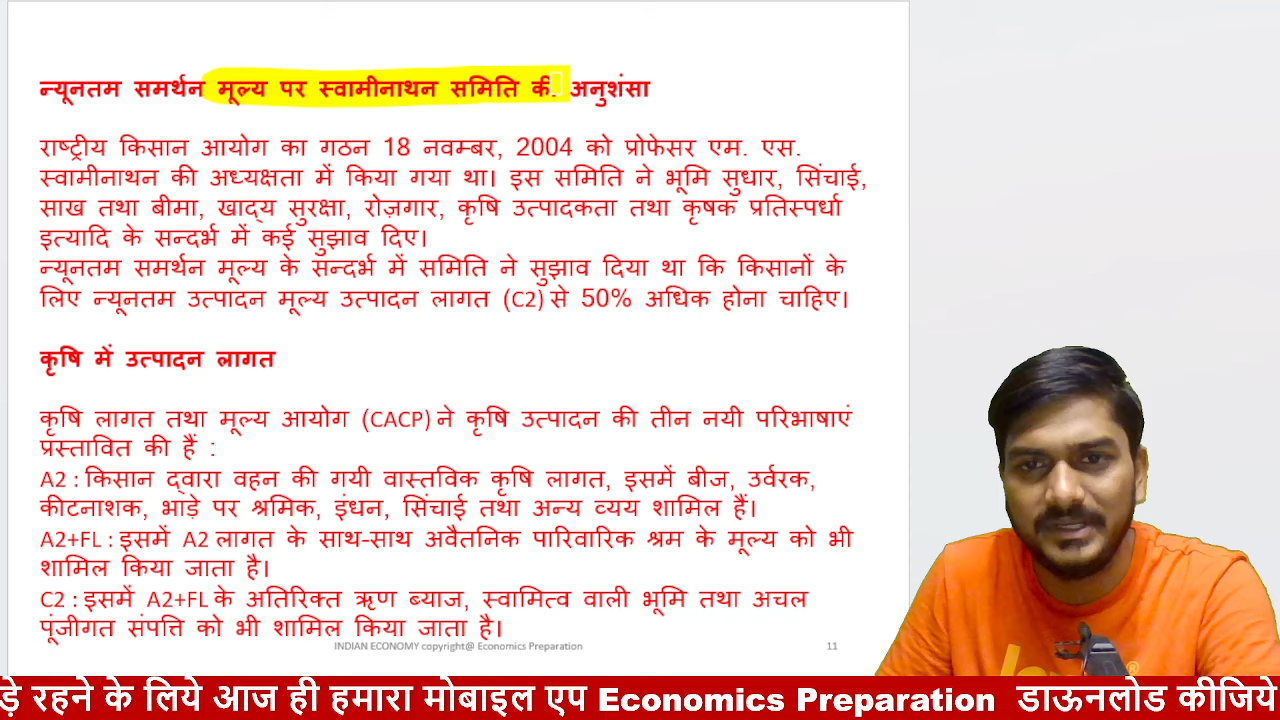 न्यूनतम समर्थन मूल्य पर स्वामीनाथन समिति की अनुशंसा
राष्ट्रीय किसान आयोग का गठन 18 नवम्बर, 2004 को प्रोफेसर एम. एस.
स्वामीनाथन की अध्यक्षता में किया गया था। इस समिति ने भूमि सुधार, सिंचाई,
साख तथा बीमा, खाद्य सुरक्षा, रोज़गार, कृषि उत्पादकता तथा कृषक प्रतिस्पर्धा
इत्यादि के सन्दर्भ में कई सुझाव दिए।
न्यूनतम समर्थन मूल्य के सन्दर्भ में समिति ने सुझाव दिया था कि किसानों के
लिए न्यूनतम उत्पादन मूल्य उत्पादन लागत (C2) से 50% अधिक होना चाहिए।
कृषि में उत्पादन लागत
कृषि लागत तथा मूल्य आयोग (CACP) ने कृषि उत्पादन की तीन नयी परिभाषाएं
प्रस्तावित की हैं :
A2 : किसान द्वारा वहन की गयी वास्तविक कृषि लागत, इसमें बीज, उर्वरक,
कीटनाशक, भाड़े पर श्रमिक, इंधन, सिंचाई तथा अन्य व्यय शामिल हैं।
A2+FL : इसमें A2 लागत के साथ-साथ अवैतनिक पारिवारिक श्रम के मूल्य को भी
शामिल किया जाता है।
C2 : इसमें A2+FL के अतिरिक्त ऋण ब्याज, स्वामित्व वाली भूमि तथा अचल
पूंजीगत संपत्ति को भी शामिल किया जाता है।
INDIAN ECONOMY copyright@ Economics Preparation 11
ड़े रहने के लिये आज ही हमारा मोबाइल एप Economics Preparation डाऊनलोड कीजिये